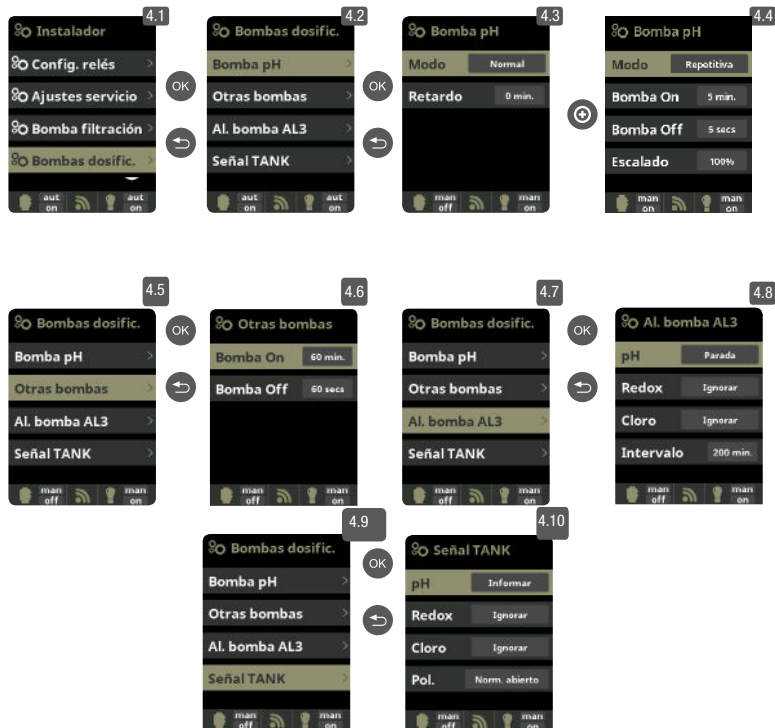 4.1
Instalador
Config. relés
Ajustes servicio
Bomba filtración
Bombas dosific.
aut on
aut on
OK
4.2
Bombas dosific.
Bomba pH
Otras bombas
Al. bomba AL3
Señal TANK
aut on
aut on
OK
4.3
Bomba pH
Modo Normal
Retardo 0 min.
man off
man on
4.4
Bomba pH
Modo Repetitiva
Bomba On 5 min.
Bomba Off 5 secs
Escalado 100%
man on
man on
4.5
Bombas dosific.
Bomba pH
Otras bombas
Al. bomba AL3
Señal TANK
man off
man on
OK
4.6
Otras bombas
Bomba On 60 min.
Bomba Off 60 secs
man off
man on
4.7
Bombas dosific.
Bomba pH
Otras bombas
Al. bomba AL3
Señal TANK
man off
man on
OK
4.8
Al. bomba AL3
pH Parada
Redox Ignorar
Cloro Ignorar
Intervalo 200 min.
man off
man on
4.9
Bombas dosific.
Bomba pH
Otras bombas
Al. bomba AL3
Señal TANK
man off
man on
OK
4.10
Señal TANK
pH Informar
Redox Ignorar
Cloro Ignorar
Pol. Norm. abierto
man off
man on